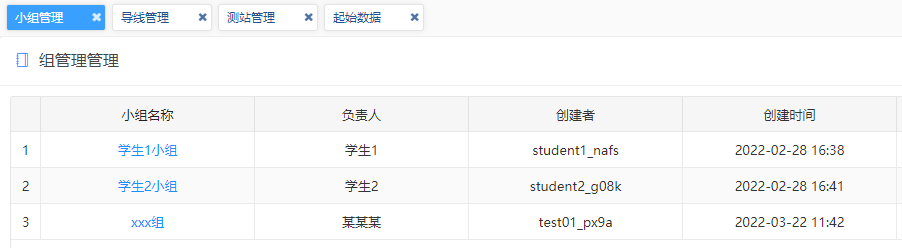 小组管理 导线管理 测站管理 起始数据
组管理管理
小组名称 负责人 创建者 创建时间
1 学生1小组 学生1 student1_nafs 2022-02-28 16:38
2 学生2小组 学生2 student2_g08k 2022-02-28 16:41
3 xxx组 某某某 test01_px9a 2022-03-22 11:42